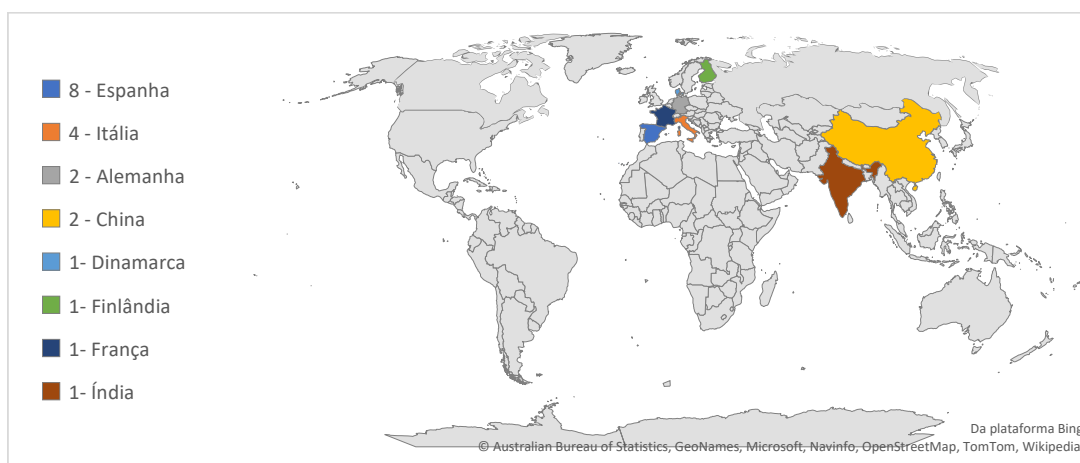 8 - Espanha
4 - Itália
2 - Alemanha
2 - China
1- Dinamarca
1- Finlândia
1- França
1- Índia
Da plataforma Bing
© Australian Bureau of Statistics, GeoNames, Microsoft, Navinfo, OpenStreetMap, TomTom, Wikipedia